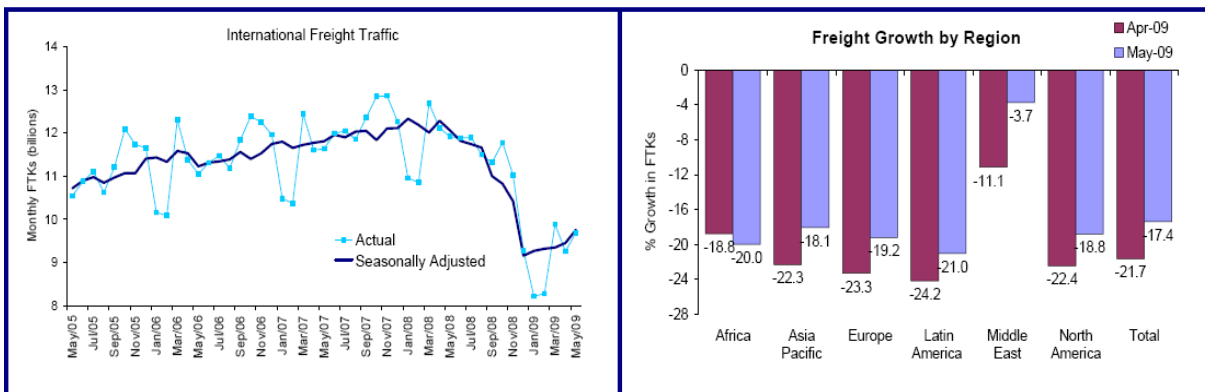 International Freight Traffic
Monthly FTKs (billions)
14
13
12
11
10
9
8
Actual
Seasonally Adjusted
May/05
Jul/05
Sep/05
Nov/05
Jan/06
Mar/06
May/06
Jul/06
Sep/06
Nov/06
Jan/07
Mar/07
May/07
Jul/07
Sep/07
Nov/07
Jan/08
Mar/08
May/08
Jul/08
Sep/08
Nov/08
Jan/09
Mar/09
May/09
Freight Growth by Region
Apr-09
May-09
% Growth in FTKs
0
-4
-8
-12
-16
-20
-24
-28
-18.8
-20.0
-22.3
-18.1
-23.3
-19.2
-24.2
-21.0
-11.1
-3.7
-22.4
-18.8
-21.7
-17.4
Africa
Asia
Pacific
Europe
Latin
America
Middle
East
North
America
Total